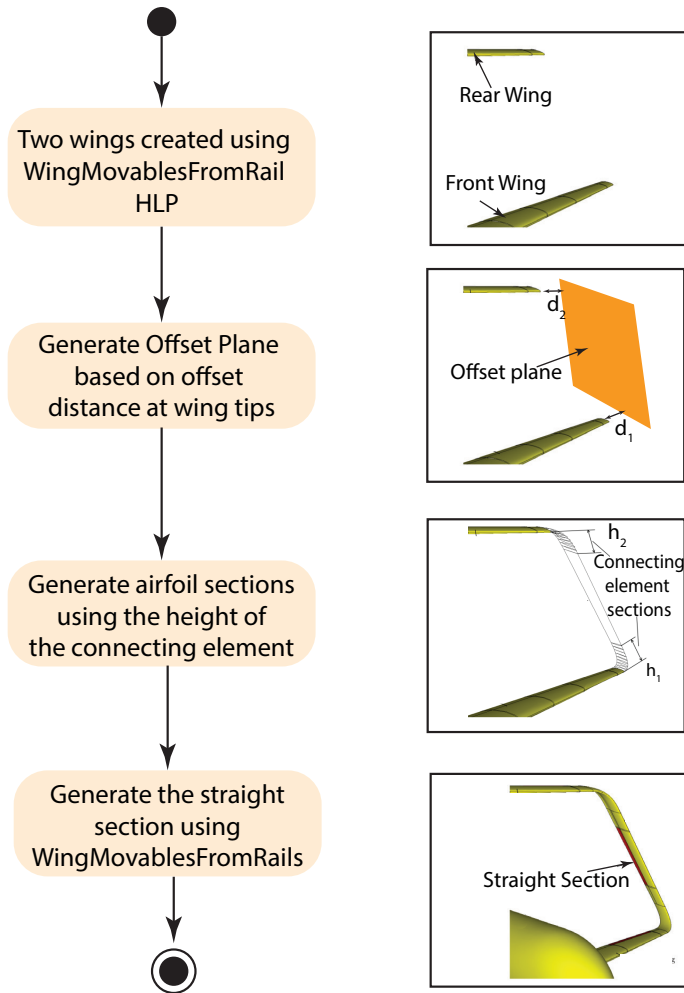 Two wings created using
WingMovablesFromRail
HLP
Rear Wing
Front Wing
Generate Offset Plane
based on offset
distance at wing tips
d2
Offset plane
d1
Generate airfoil sections
using the height of
the connecting element
h2
Connecting
element
sections
h1
Generate the straight
section using
WingMovablesFromRails
Straight Section